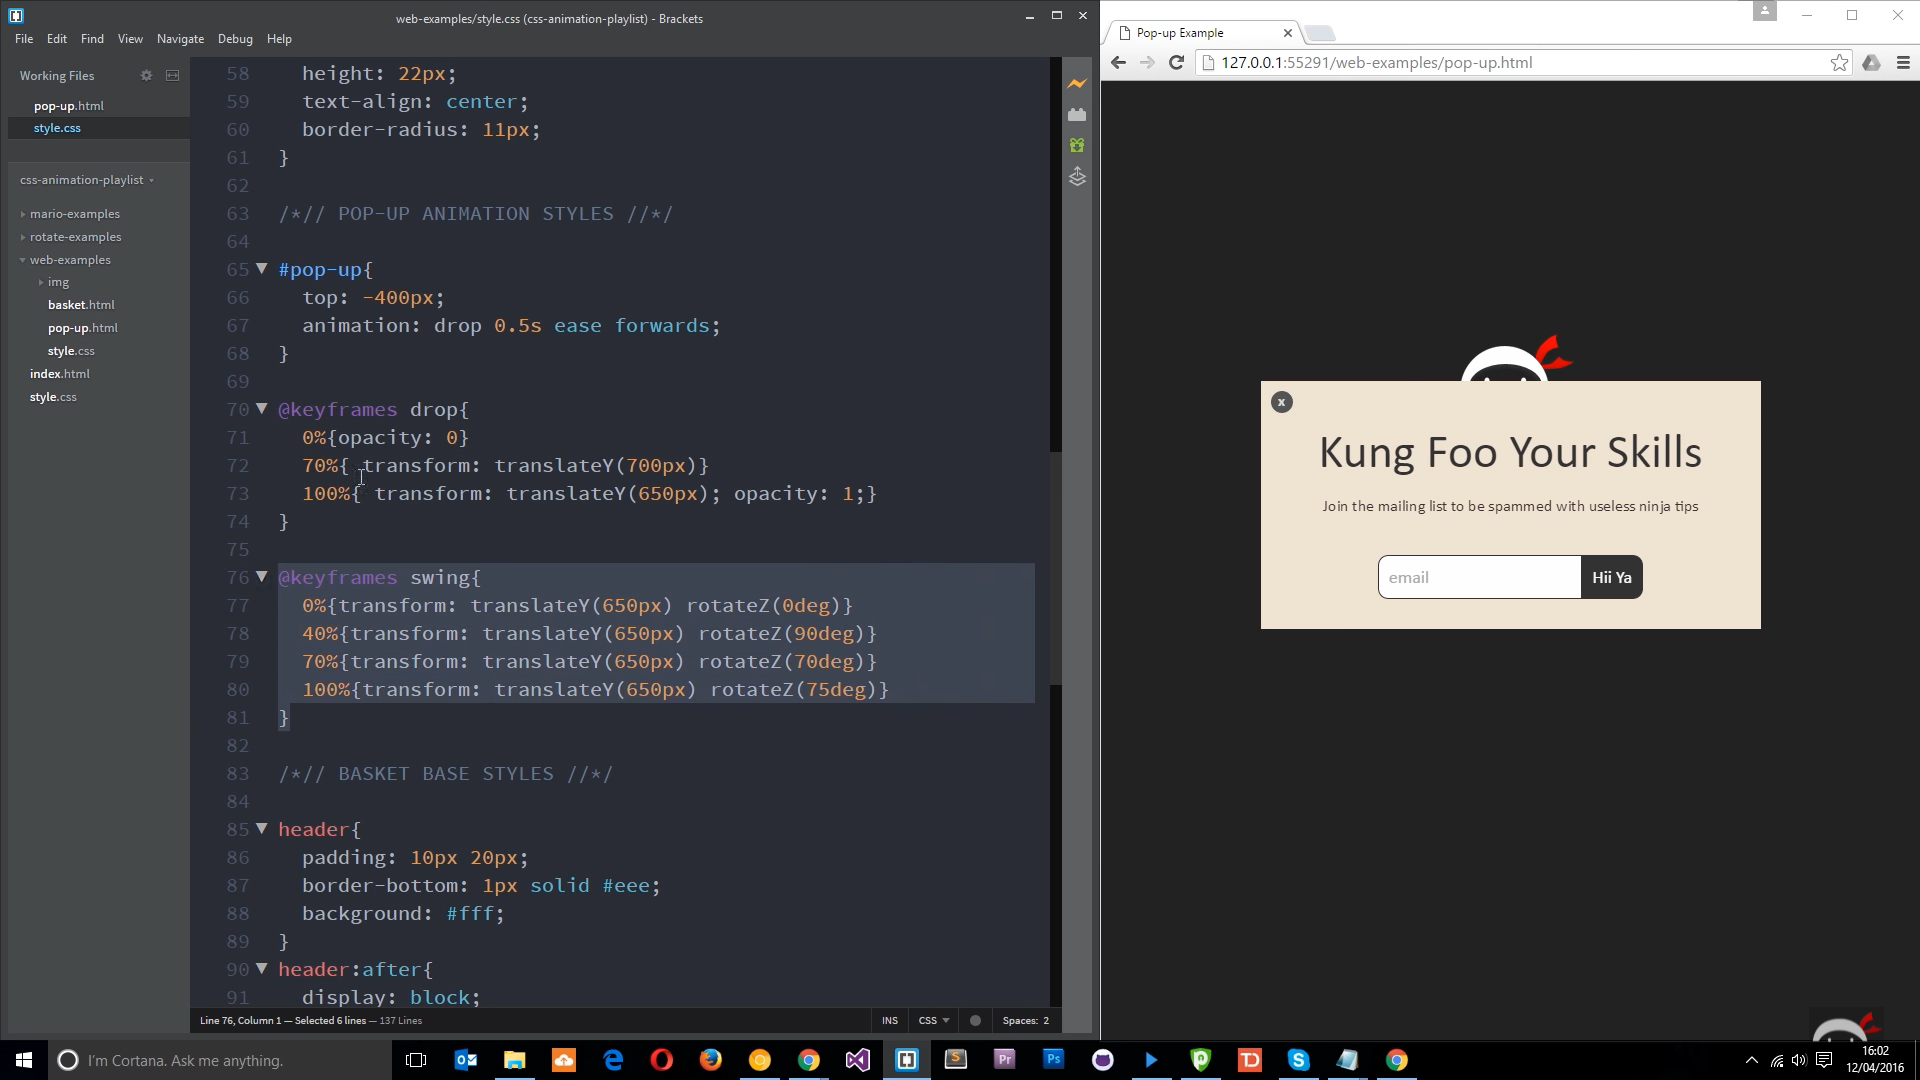 web-examples/style.css (css-animation-playlist) - Brackets
File Edit Find View Navigate Debug Help
Working Files
pop-up.html
style.css
css-animation-playlist
mario-examples
rotate-examples
web-examples
img
basket.html
pop-up.html
style.css
index.html
style.css
58 height: 22px;
59 text-align: center;
60 border-radius: 11px;
61 }
62
63 /*// POP-UP ANIMATION STYLES //*/
64
65 #pop-up{
66 top: -400px;
67 animation: drop 0.5s ease forwards;
68 }
69
70 @keyframes drop{
71 0%{opacity: 0}
72 70%{ transform: translateY(700px)}
73 100%{ transform: translateY(650px); opacity: 1;}
74 }
75
76 @keyframes swing{
77 0%{transform: translateY(650px) rotateZ(0deg)}
78 40%{transform: translateY(650px) rotateZ(90deg)}
79 70%{transform: translateY(650px) rotateZ(70deg)}
80 100%{transform: translateY(650px) rotateZ(75deg)}
81 }
82
83 /*// BASKET BASE STYLES //*/
84
85 header{
86 padding: 10px 20px;
87 border-bottom: 1px solid #eee;
88 background: #fff;
89 }
90 header:after{
91 display: block;
Line 76, Column 1 — Selected 6 lines — 137 Lines
INS CSS Spaces: 2
Pop-up Example
127.0.0.1:55291/web-examples/pop-up.html
x
Kung Foo Your Skills
Join the mailing list to be spammed with useless ninja tips
email Hii Ya
I'm Cortana. Ask me anything.
16:02
12/04/2016